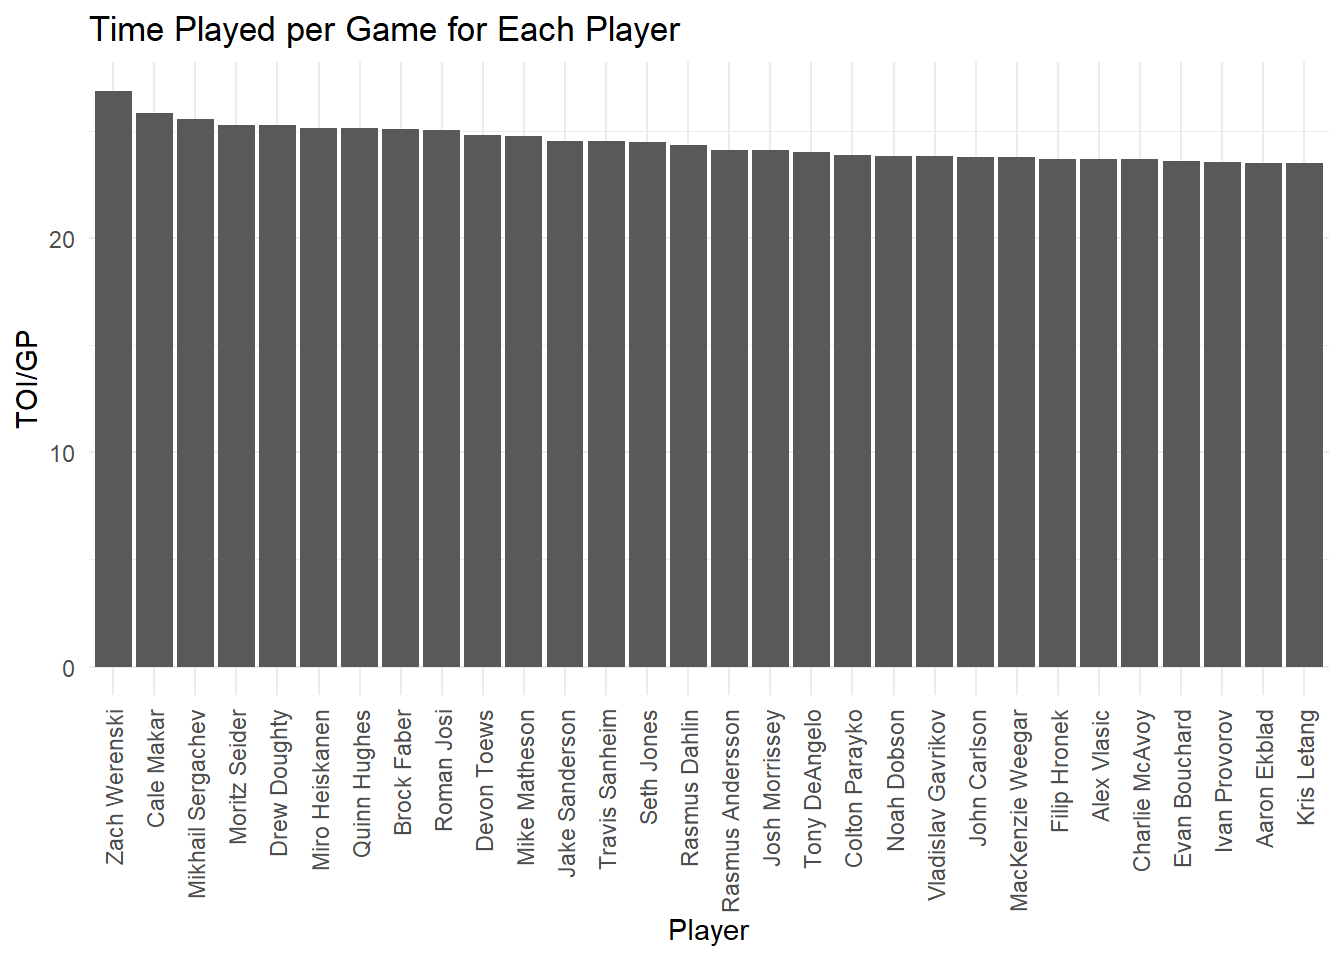 Time Played per Game for Each Player
TOI/GP
20
10
0
Zach Werenski
Cale Makar
Mikhail Sergachev
Moritz Seider
Drew Doughty
Miro Heiskanen
Quinn Hughes
Brock Faber
Roman Josi
Devon Toews
Mike Matheson
Jake Sanderson
Travis Sanheim
Seth Jones
Rasmus Dahlin
Rasmus Andersson
Josh Morrissey
Tony DeAngelo
Colton Parayko
Noah Dobson
Vladislav Gavrikov
John Carlson
MacKenzie Weegar
Filip Hronek
Alex Vlasic
Charlie McAvoy
Evan Bouchard
Ivan Provorov
Aaron Ekblad
Kris Letang
Player